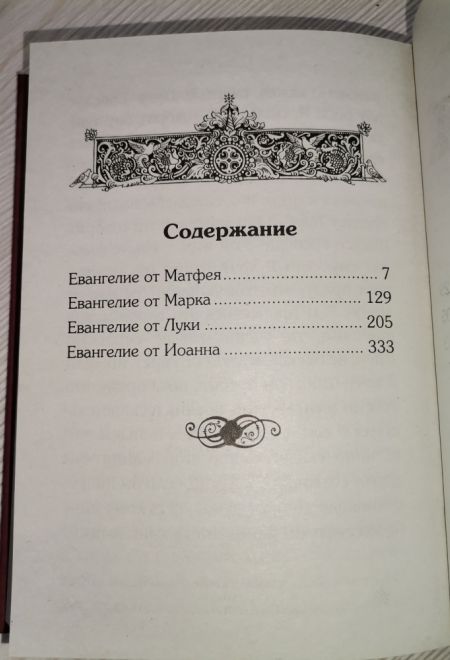 Содержание
Евангелие от Матфея................................ 7
Евангелие от Марка .............................. 129
Евангелие от Луки ................................ 205
Евангелие от Иоанна ............................ 333